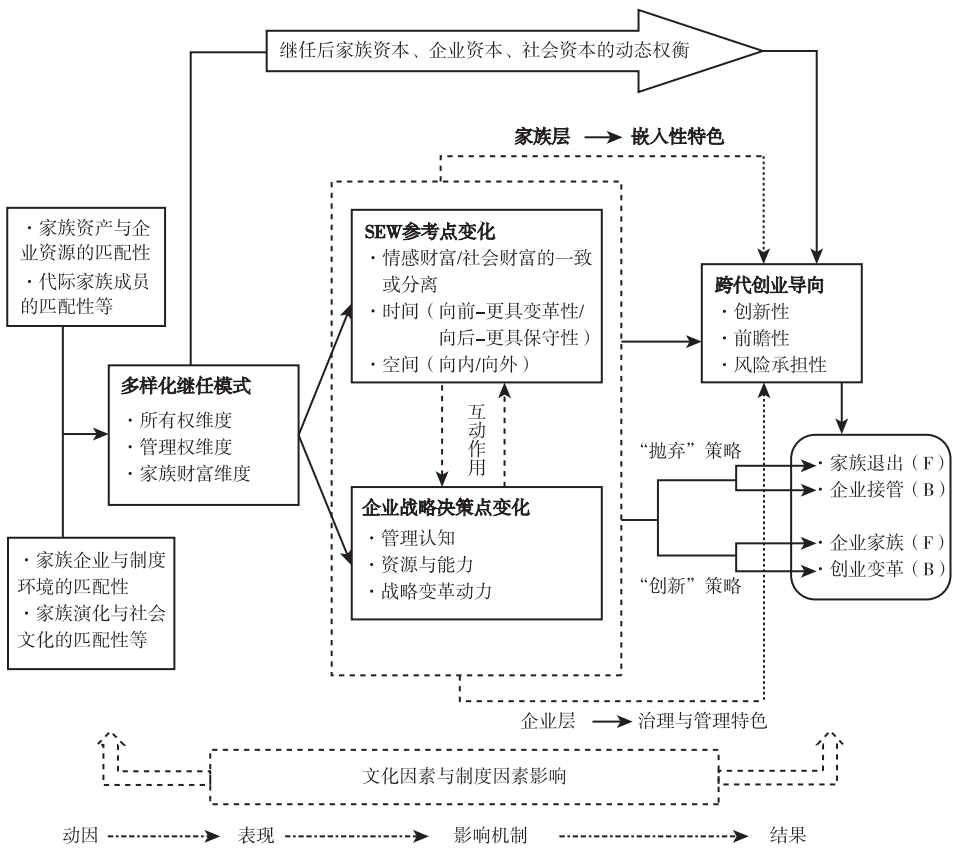 继任后家族资本、企业资本、社会资本的动态权衡
家族层
嵌入性特色
·家族资产与企
业资源的匹配性
·代际家族成员
的匹配性等
多样化继任模式
·所有权维度
·管理权维度
·家族财富维度
·家族企业与制度
环境的匹配性
·家族演化与社会
文化的匹配性等
SEW参考点变化
·情感财富/社会财富的一致
或分离
·时间（向前-更具变革性/
向后-更具保守性）
·空间（向内/向外）
互动作用
企业战略决策点变化
·管理认知
·资源与能力
·战略变革动力
跨代创业导向
·创新性
·前瞻性
·风险承担性
“抛弃”策略
·家族退出（F）
·企业接管（B）
·企业家族（F）
·创业变革（B）
“创新”策略
企业层
治理与管理特色
文化因素与制度因素影响
动因
表现
影响机制
结果